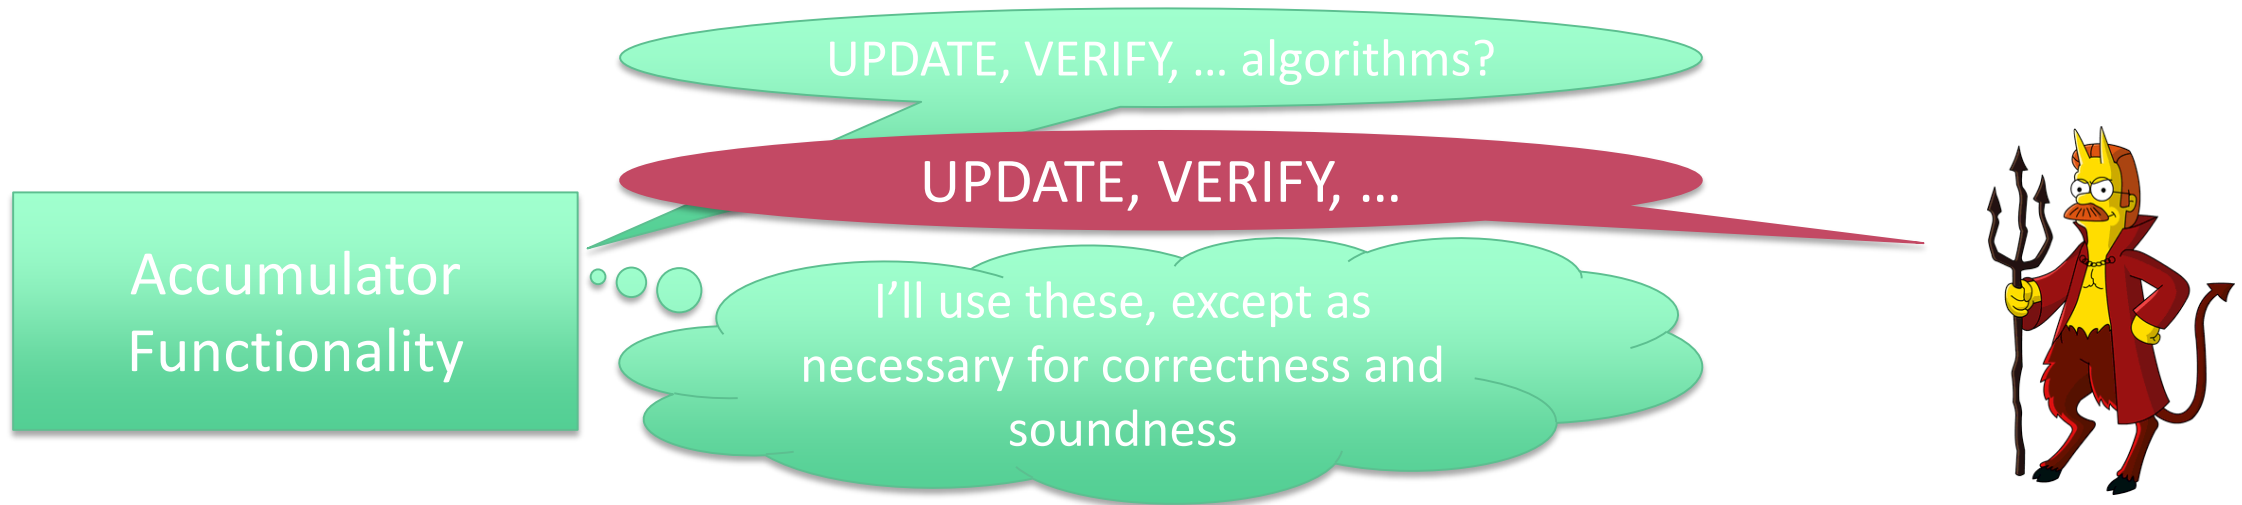 UPDATE, VERIFY, … algorithms?
UPDATE, VERIFY, …
Accumulator
Functionality
I’ll use these, except as
necessary for correctness and
soundness